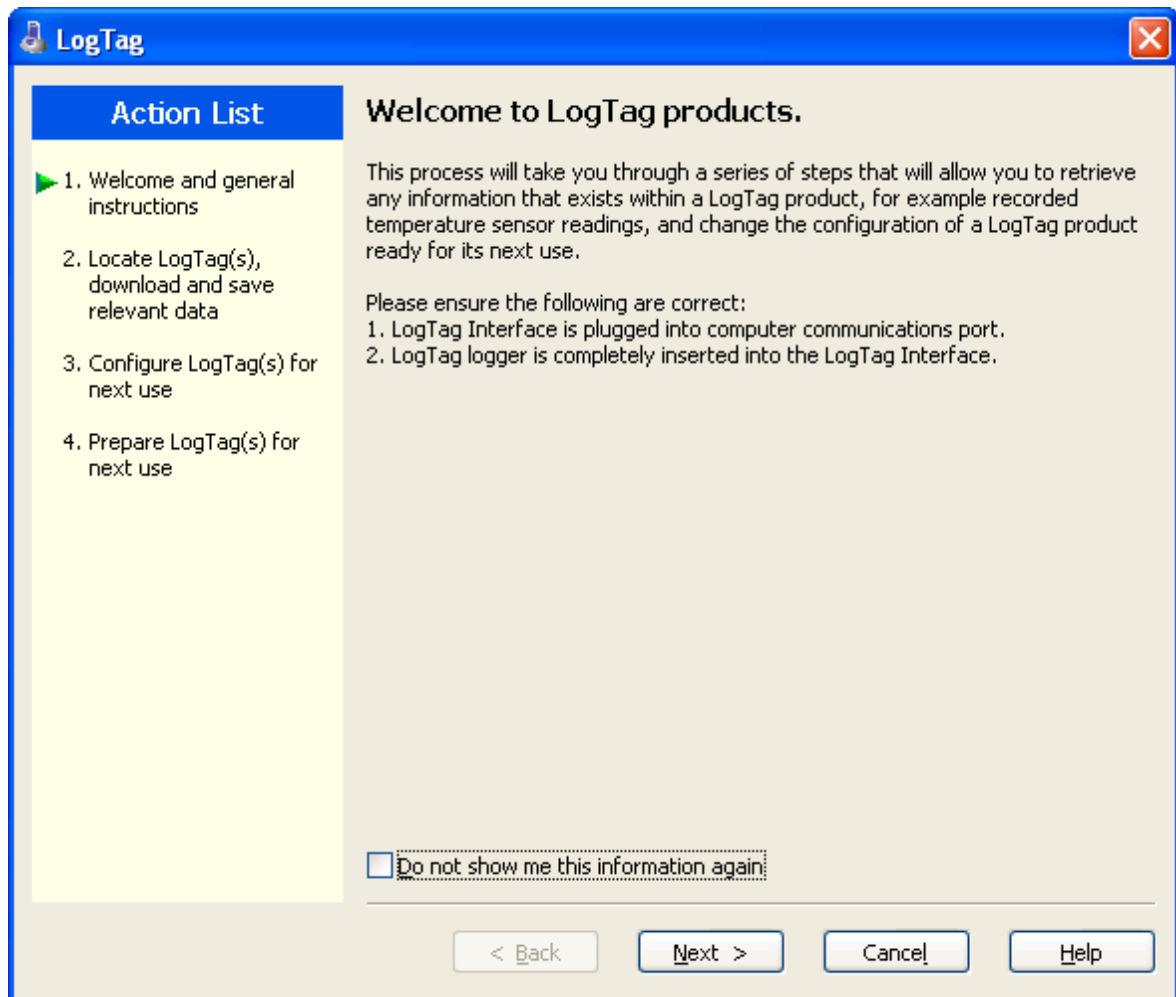 LogTag
Action List
1. Welcome and general
instructions
2. Locate LogTag(s),
download and save
relevant data
3. Configure LogTag(s) for
next use
4. Prepare LogTag(s) for
next use
Welcome to LogTag products.
This process will take you through a series of steps that will allow you to retrieve
any information that exists within a LogTag product, for example recorded
temperature sensor readings, and change the configuration of a LogTag product
ready for its next use.
Please ensure the following are correct:
1. LogTag Interface is plugged into computer communications port.
2. LogTag logger is completely inserted into the LogTag Interface.
Do not show me this information again
< Back
Next >
Cancel
Help